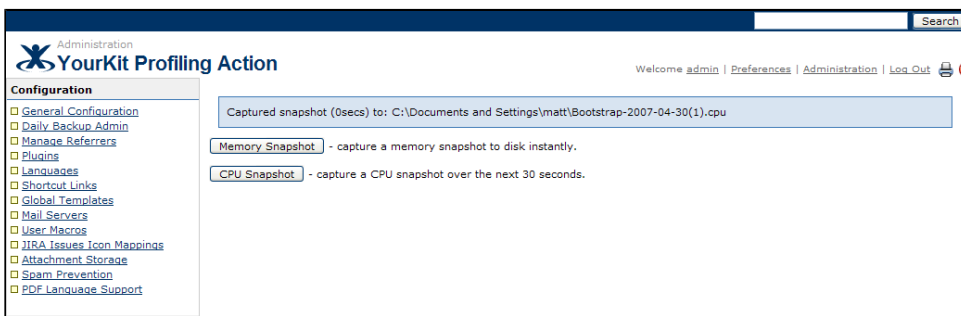 Search
Administration
YourKit Profiling Action
Welcome admin | Preferences | Administration | Log Out
Configuration
General Configuration
Daily Backup Admin
Manage Referrers
Plugins
Languages
Shortcut Links
Global Templates
Mail Servers
User Macros
JIRA Issues Icon Mappings
Attachment Storage
Spam Prevention
PDF Language Support
Captured snapshot (0secs) to: C:\Documents and Settings\matt\Bootstrap-2007-04-30(1).cpu
Memory Snapshot - capture a memory snapshot to disk instantly.
CPU Snapshot - capture a CPU snapshot over the next 30 seconds.